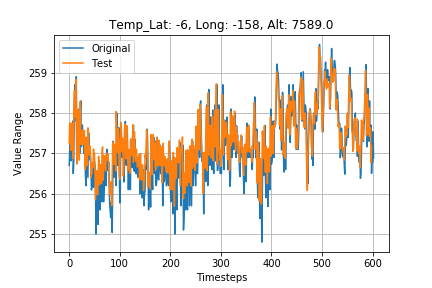 Temp_Lat: -6, Long: -158, Alt: 7589.0
Original
Test
Value Range
259
258
257
256
255
0 100 200 300 400 500 600
Timesteps